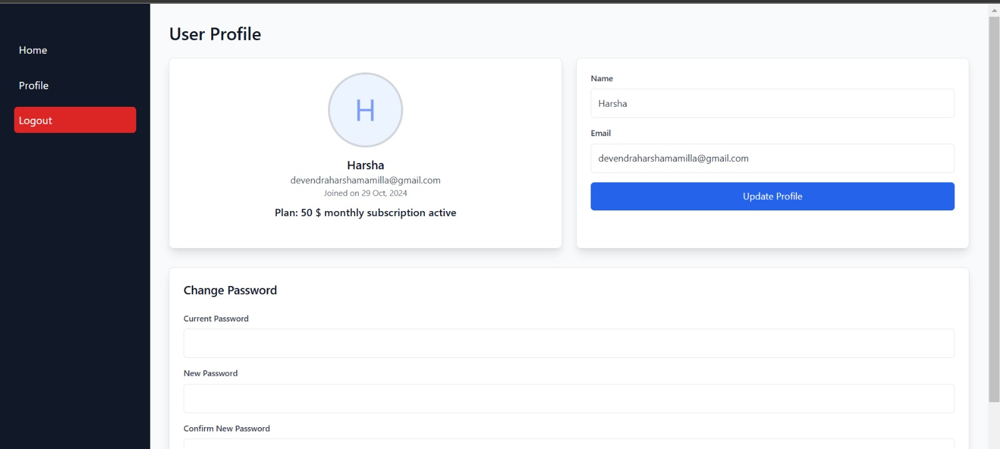 Home
Profile
Logout
User Profile
H
Harsha
devendraharshamamilla@gmail.com
Joined on 29 Oct, 2024
Plan: 50 $ monthly subscription active
Name
Harsha
Email
devendraharshamamilla@gmail.com
Update Profile
Change Password
Current Password
New Password
Confirm New Password